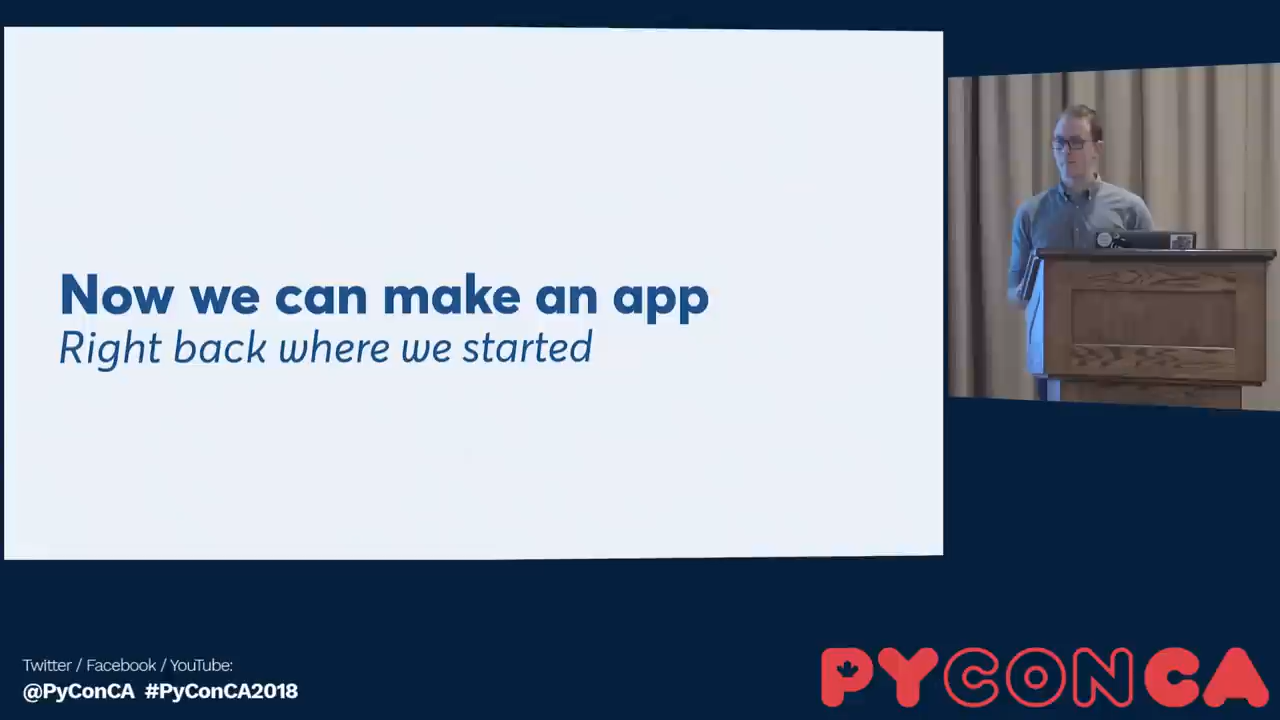 Now we can make an app
Right back where we started
Twitter / Facebook / YouTube:
@PyConCA #PyConCA2018
PYCONCA